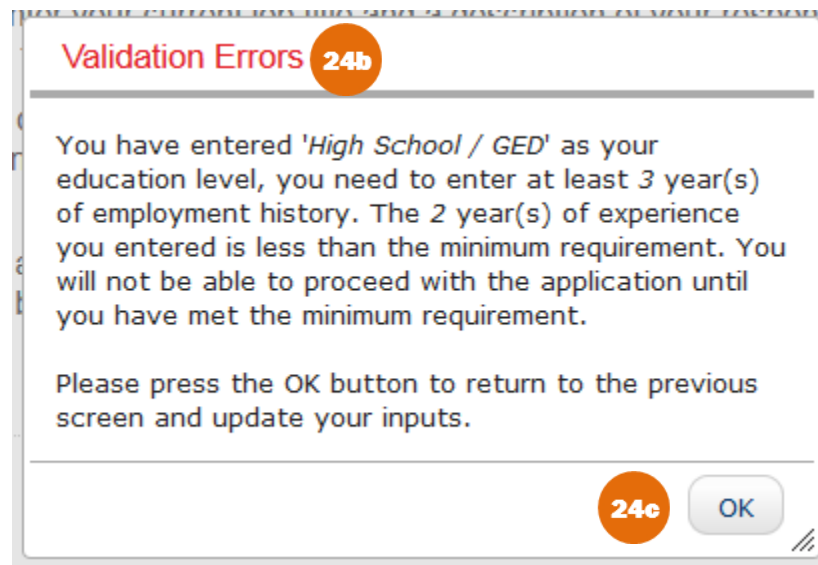 Validation Errors 24b
You have entered 'High School / GED' as your
education level, you need to enter at least 3 year(s)
of employment history. The 2 year(s) of experience
you entered is less than the minimum requirement. You
will not be able to proceed with the application until
you have met the minimum requirement.
Please press the OK button to return to the previous
screen and update your inputs.
24c OK